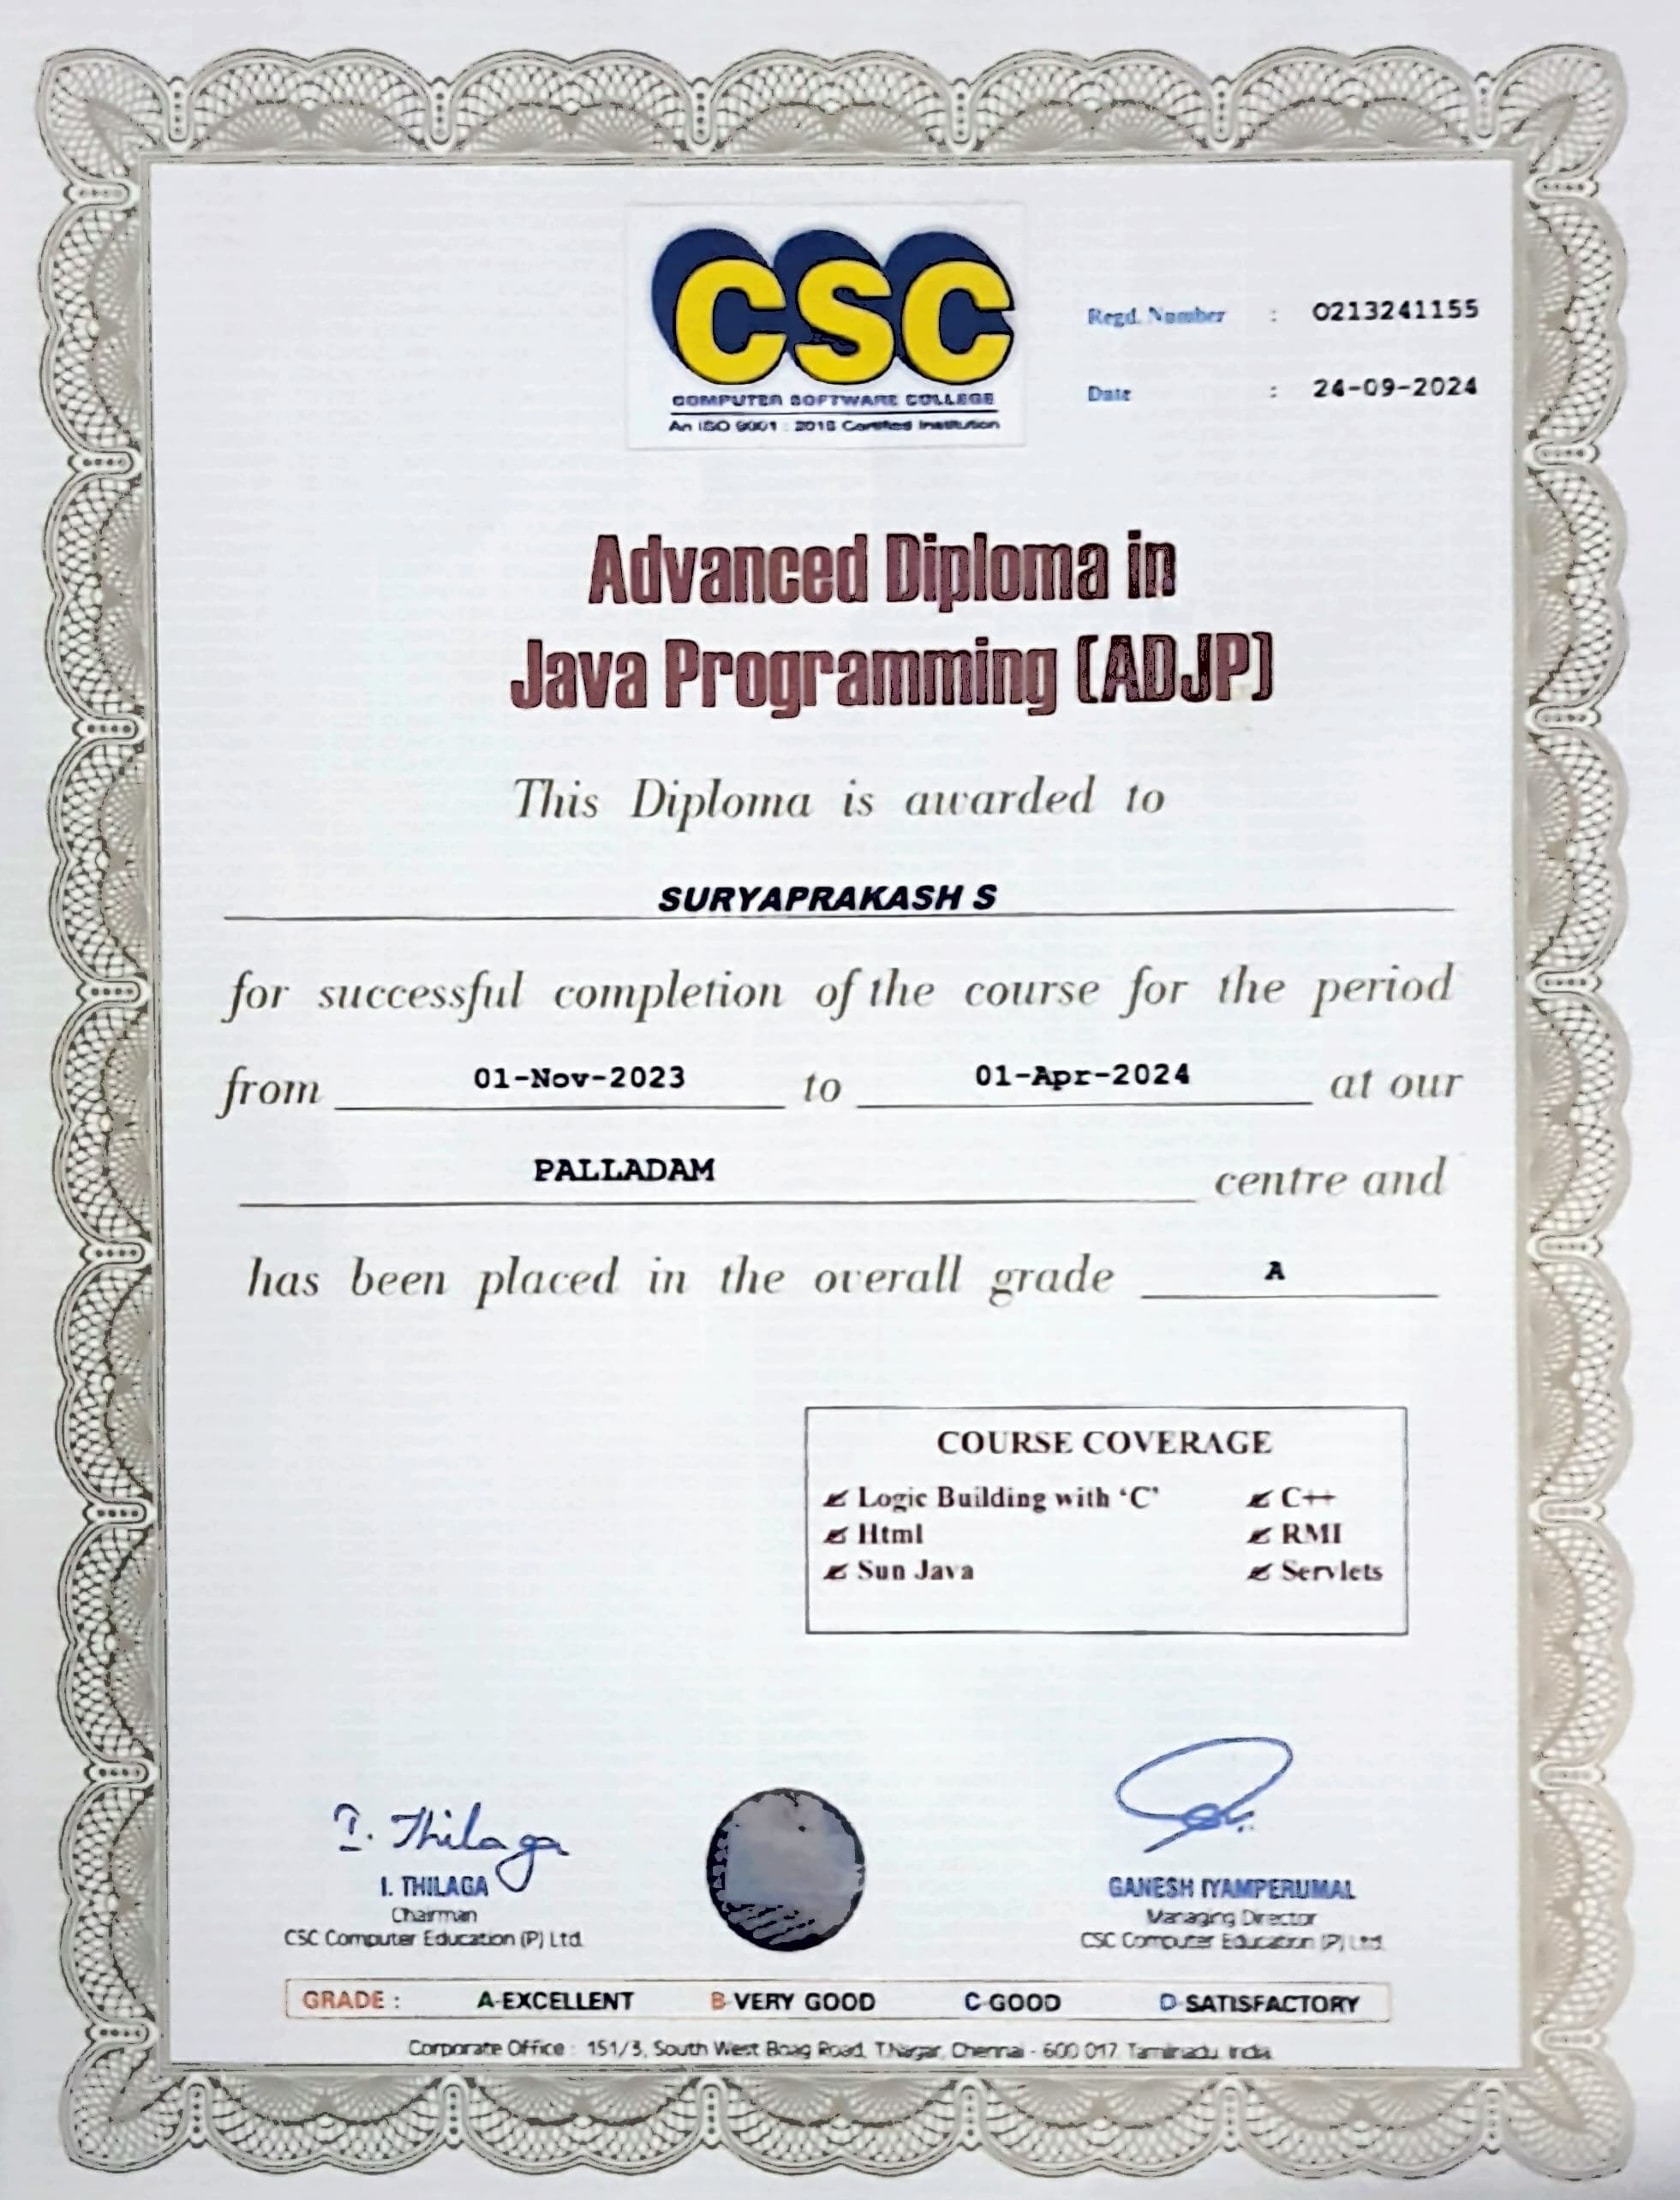 CSC
COMPUTER SOFTWARE COLLEGE
An ISO 9001 : 2015 Certified Institution
Regd. Number : O213241155
Date : 24-09-2024
Advanced Diploma in
Java Programming (ADJP)
This Diploma is awarded to
SURYAPRAKASH S
for successful completion of the course for the period
from 01-Nov-2023 to 01-Apr-2024 at our
PALLADAM centre and
has been placed in the overall grade A
COURSE COVERAGE
Logic Building with ‘C’ C++
Html RMI
Sun Java Servlets
I. Thilaga
I. THILAGA GANESH IYAMPERUMAL
Chairman Managing Director
CSC Computer Education (P) Ltd. CSC Computer Education (P) Ltd.
GRADE : A-EXCELLENT B-VERY GOOD C-GOOD D-SATISFACTORY
Corporate Office : 151/3, South West Boag Road, T.Nagar, Chennai - 600 017. Tamilnadu. India.